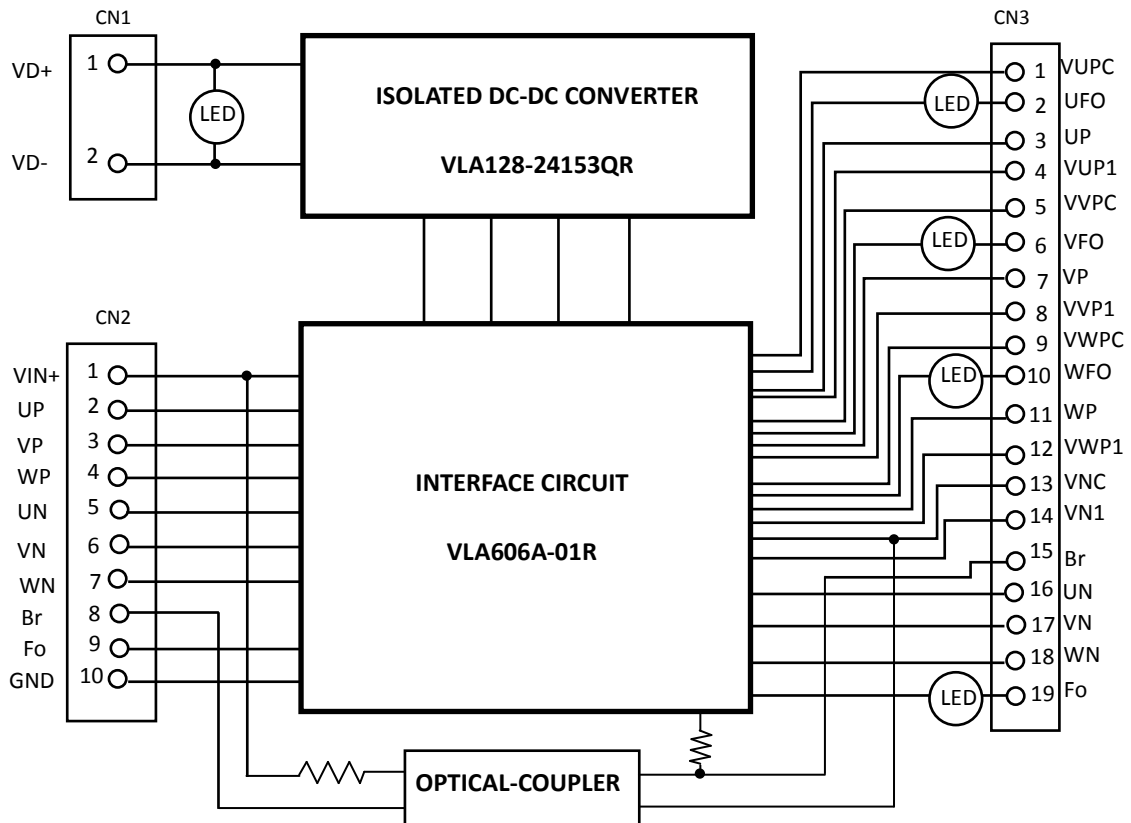 CN1
VD+
1
LED
VD-
2
ISOLATED DC-DC CONVERTER
VLA128-24153QR
CN2
VIN+ 1
UP 2
VP 3
WP 4
UN 5
VN 6
WN 7
Br 8
Fo 9
GND 10
INTERFACE CIRCUIT
VLA606A-01R
OPTICAL-COUPLER
CN3
1 VUPC
LED 2 UFO
3 UP
4 VUP1
5 VVPC
LED 6 VFO
7 VP
8 VVP1
9 VWPC
LED 10 WFO
11 WP
12 VWP1
13 VNC
14 VN1
15 Br
16 UN
17 VN
18 WN
LED 19 Fo